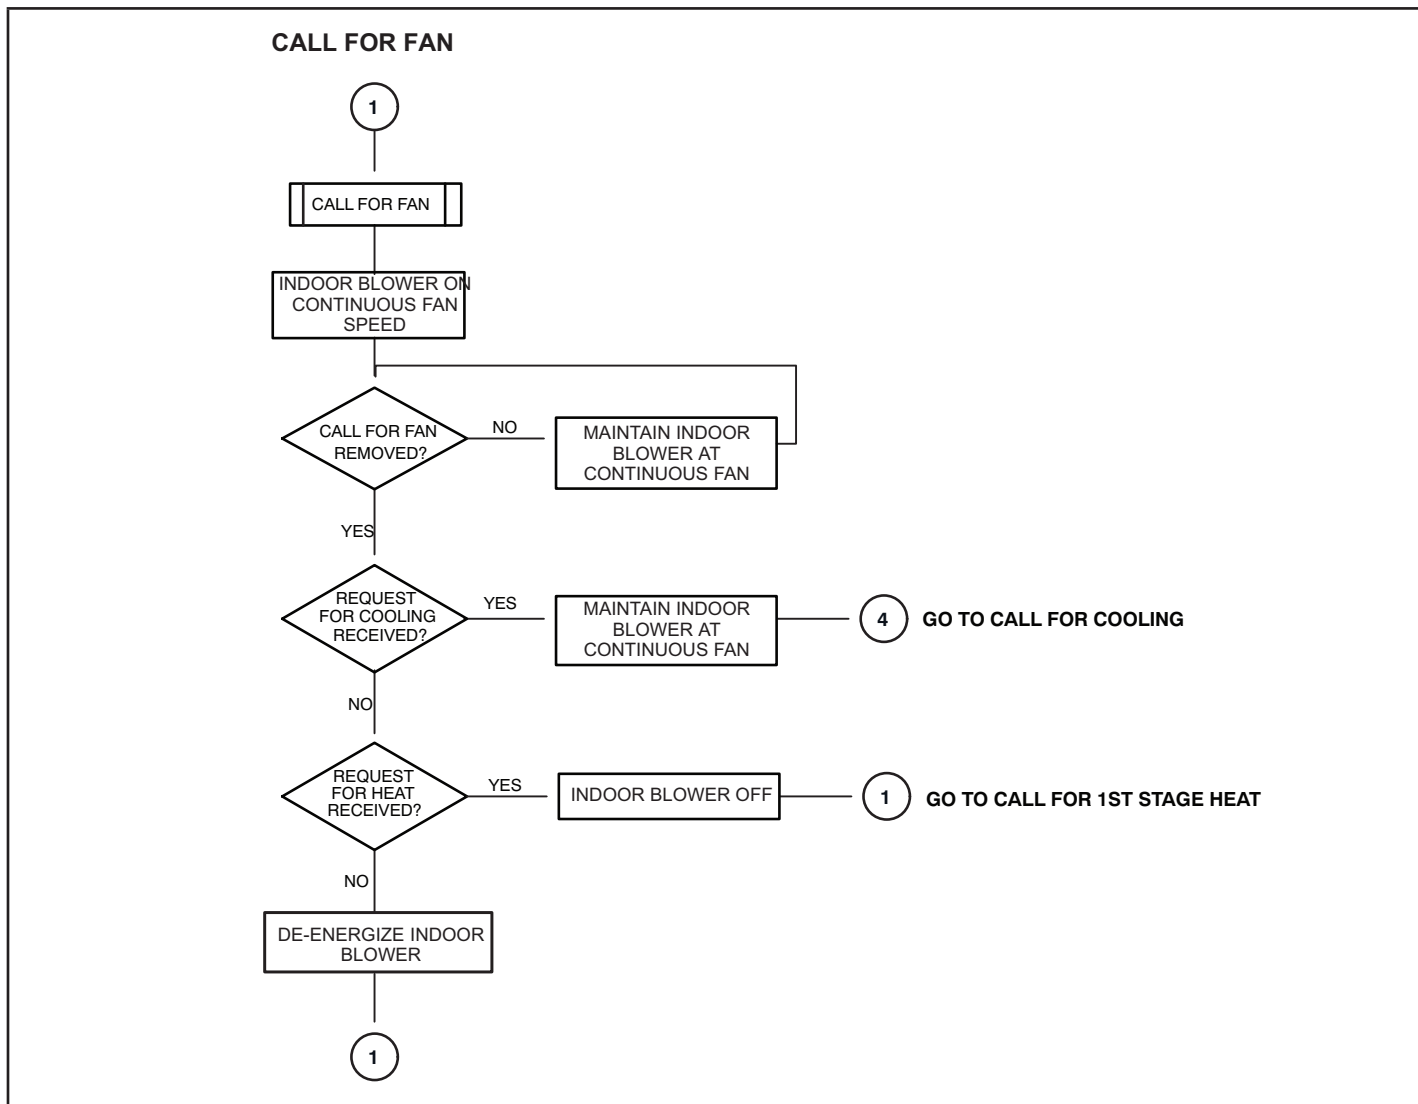 CALL FOR FAN
1
CALL FOR FAN
INDOOR BLOWER ON
CONTINUOUS FAN
SPEED
CALL FOR FAN
REMOVED?
NO
MAINTAIN INDOOR
BLOWER AT
CONTINUOUS FAN
YES
REQUEST
FOR COOLING
RECEIVED?
YES
MAINTAIN INDOOR
BLOWER AT
CONTINUOUS FAN
4
GO TO CALL FOR COOLING
NO
REQUEST
FOR HEAT
RECEIVED?
YES
INDOOR BLOWER OFF
1
GO TO CALL FOR 1ST STAGE HEAT
NO
DE-ENERGIZE INDOOR
BLOWER
1